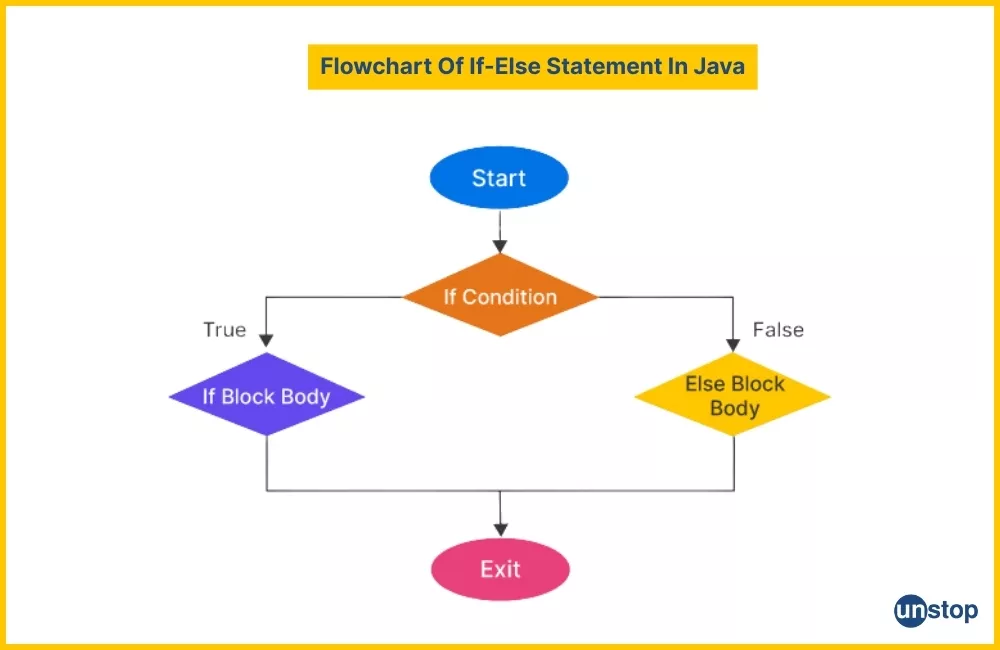 Flowchart Of If-Else Statement In Java
Start
If Condition
True
False
If Block Body
Else Block
Body
Exit
unstop